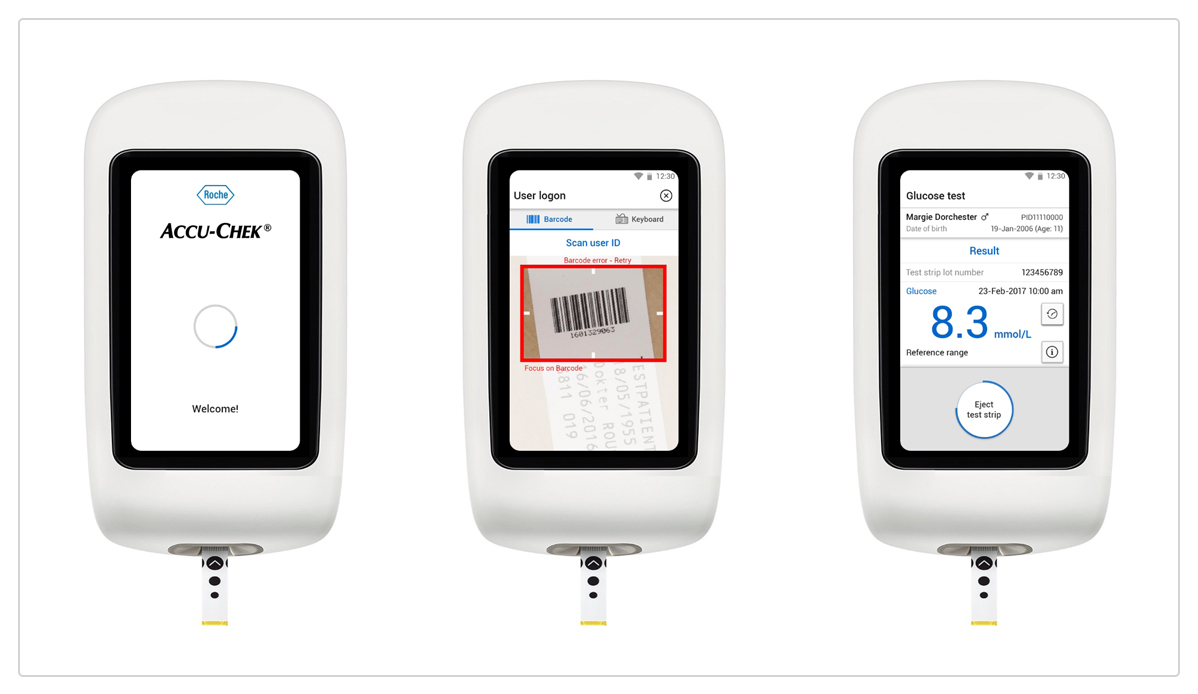 Roche
ACCU-CHEK®
Welcome!
12:30
User logon
Barcode
Keyboard
Scan user ID
Barcode error - Retry
1601329063
Focus on Barcode
ESTPATIENT
8/05/1955
okter ROU
6/06/2016
811 019
12:30
Glucose test
Margie Dorchester ♂ PID11110000
Date of birth 19-Jan-2006 (Age: 11)
Result
Test strip lot number 123456789
Glucose 23-Feb-2017 10:00 am
8.3 mmol/L
Reference range
Eject
test strip